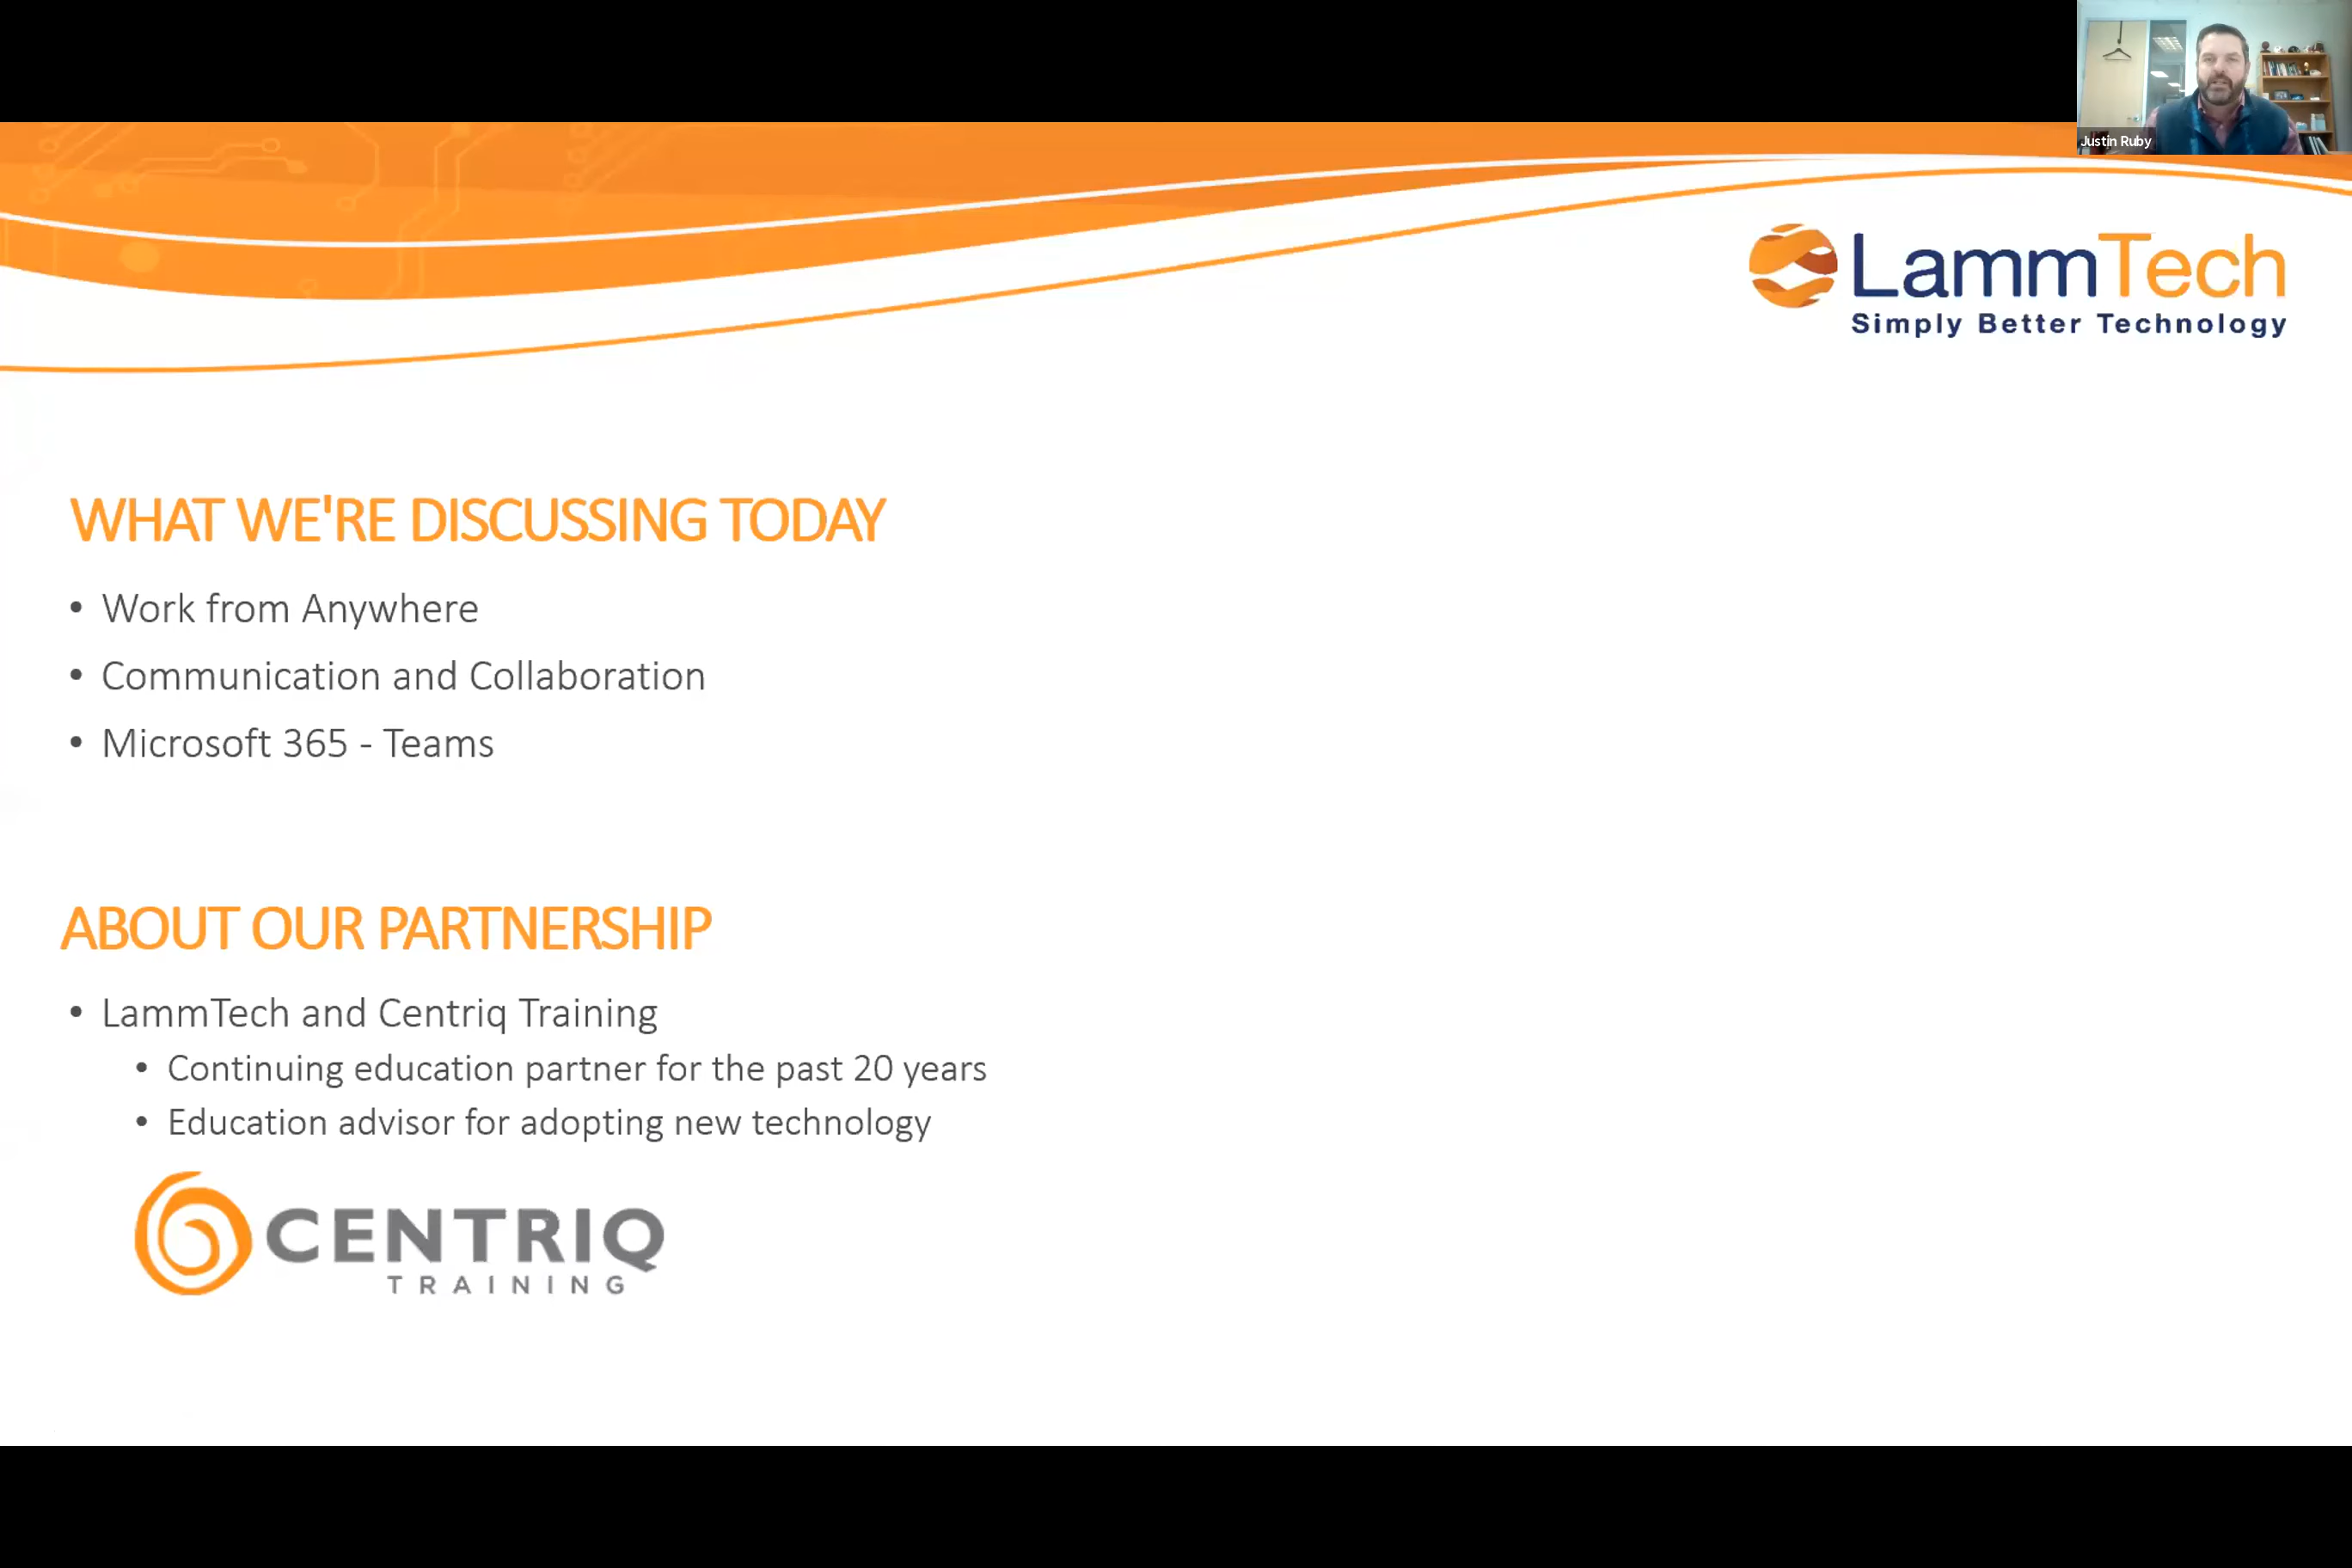 Justin Ruby
LammTech
Simply Better Technology
WHAT WE'RE DISCUSSING TODAY
• Work from Anywhere
• Communication and Collaboration
• Microsoft 365 - Teams
ABOUT OUR PARTNERSHIP
• LammTech and Centriq Training
• Continuing education partner for the past 20 years
• Education advisor for adopting new technology
CENTRIQ
TRAINING